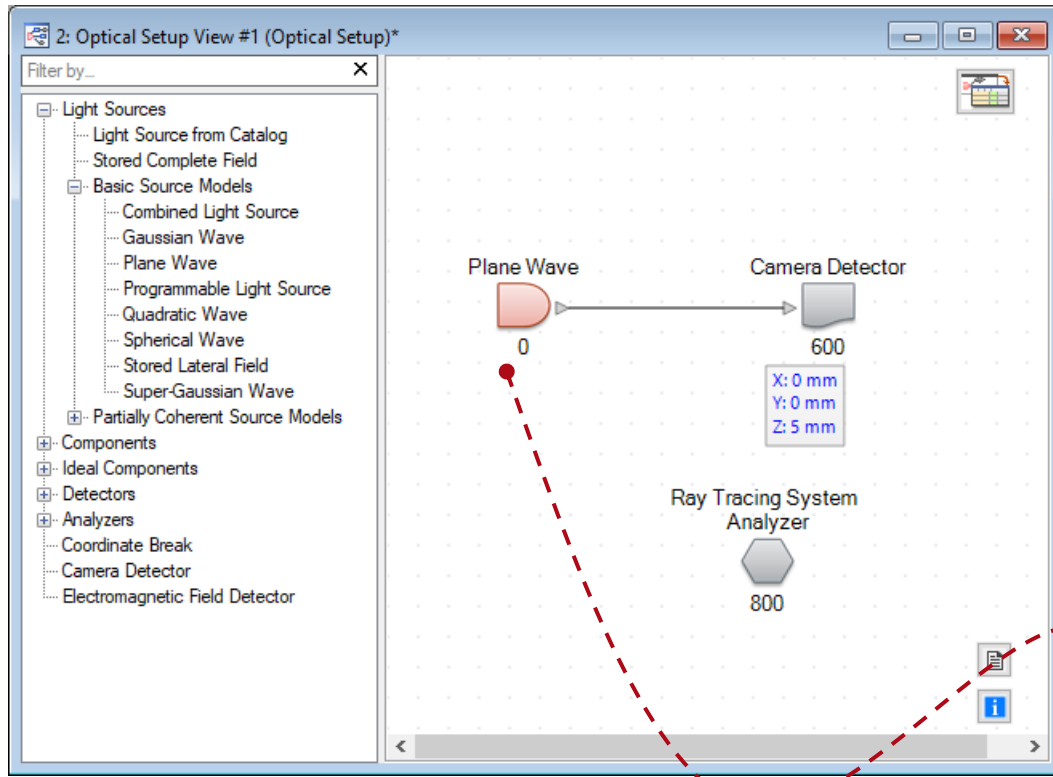 2: Optical Setup View #1 (Optical Setup)*
Filter by...
Light Sources
Light Source from Catalog
Stored Complete Field
Basic Source Models
Combined Light Source
Gaussian Wave
Plane Wave
Programmable Light Source
Quadratic Wave
Spherical Wave
Stored Lateral Field
Super-Gaussian Wave
Partially Coherent Source Models
Components
Ideal Components
Detectors
Analyzers
Coordinate Break
Camera Detector
Electromagnetic Field Detector
Plane Wave
0
Camera Detector
600
X: 0 mm
Y: 0 mm
Z: 5 mm
Ray Tracing System
Analyzer
800